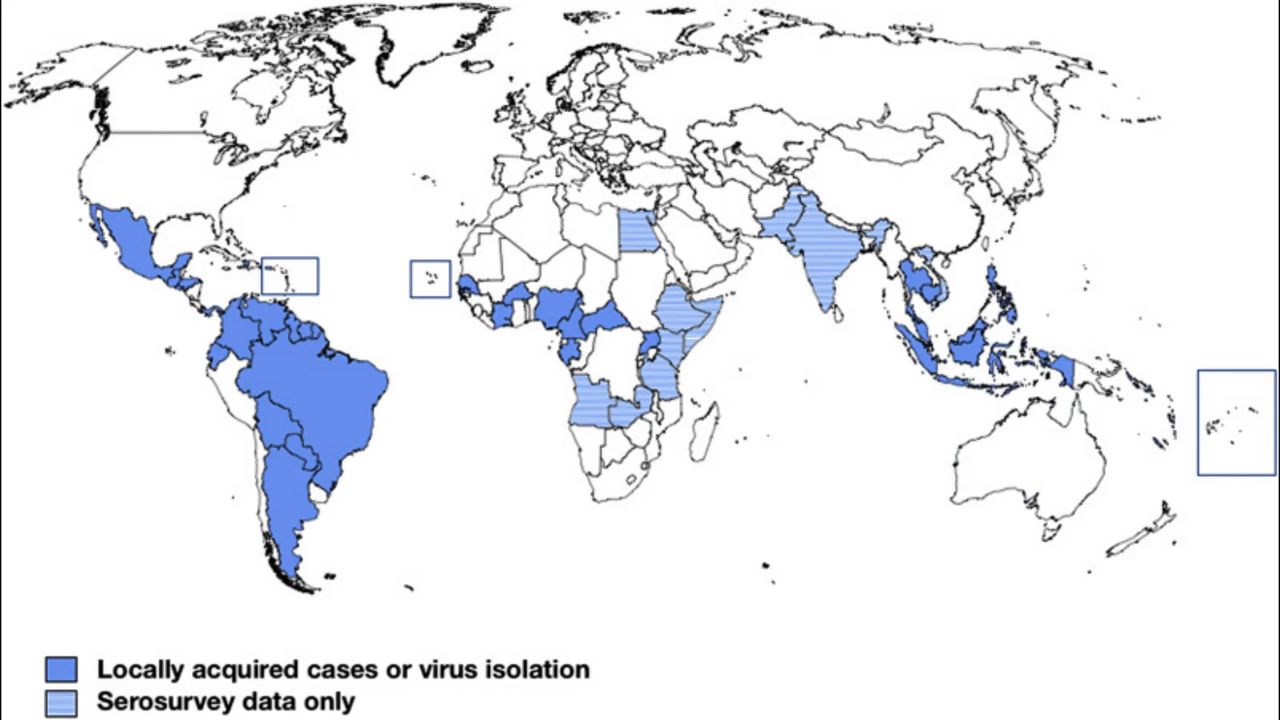 Locally acquired cases or virus isolation
Serosurvey data only